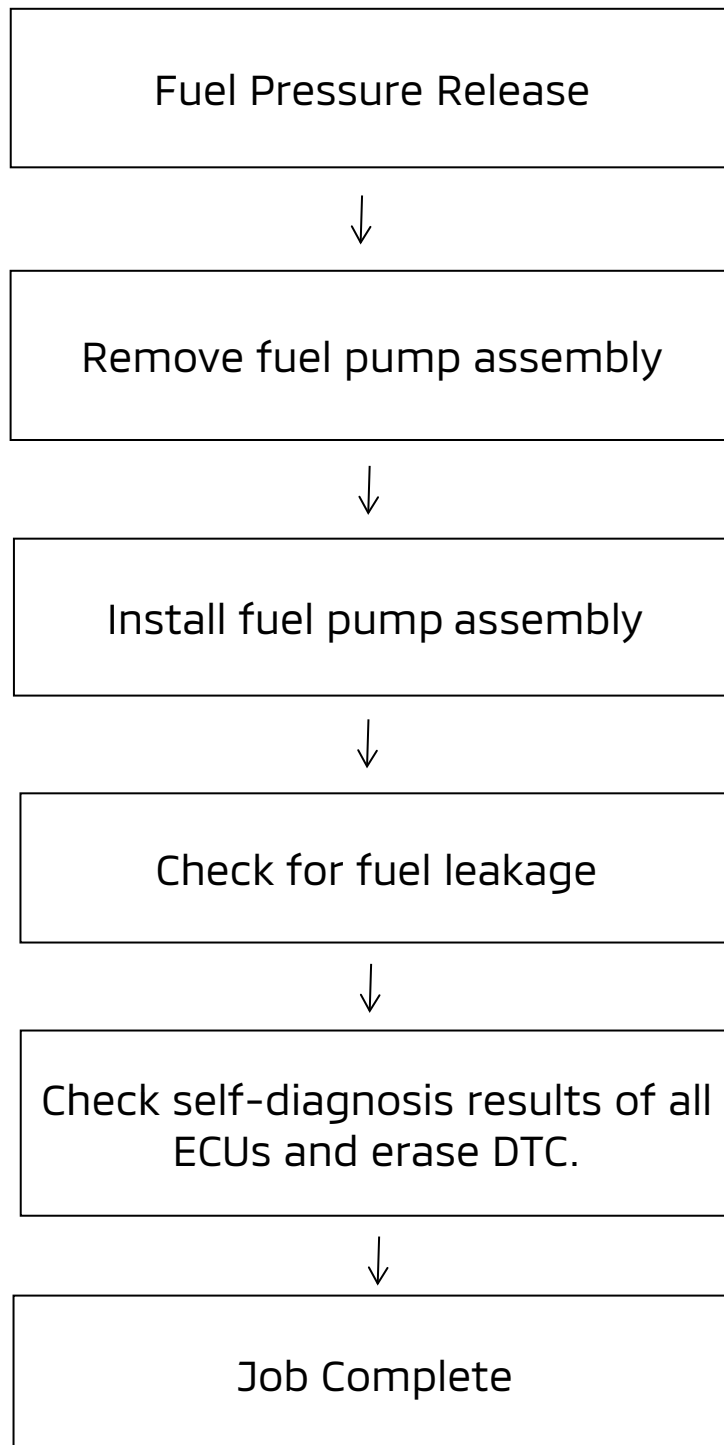 Fuel Pressure Release
Remove fuel pump assembly
Install fuel pump assembly
Check for fuel leakage
Check self-diagnosis results of all
ECUs and erase DTC.
Job Complete